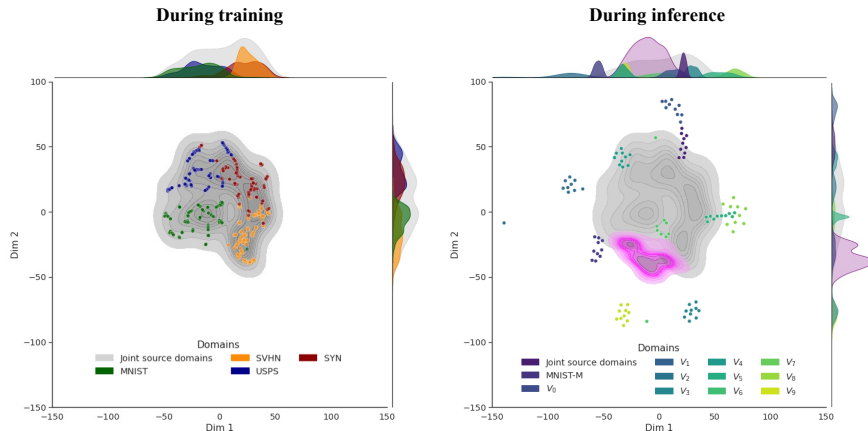 During training
During inference
100
50
0
−50
−100
−150
Dim 2
−150
−100
−50
0
50
100
150
Dim 1
Domains
Joint source domains
MNIST
SVHN
USPS
SYN
100
50
0
−50
−100
−150
Dim 2
−150
−100
−50
0
50
100
150
Dim 1
Domains
Joint source domains
MNIST-M
V0
V1
V2
V3
V4
V5
V6
V7
V8
V9